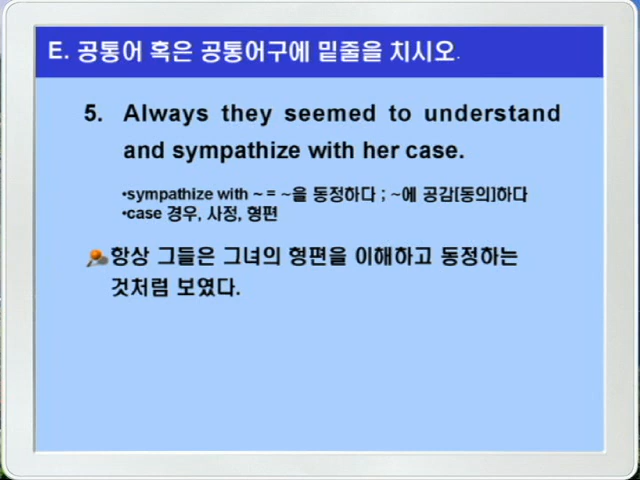 E. 공통어 혹은 공통어구에 밑줄을 치시오.
5. Always they seemed to understand
and sympathize with her case.
•sympathize with ~ = ~을 동정하다 ; ~에 공감[동의]하다
•case 경우, 사정, 형편
항상 그들은 그녀의 형편을 이해하고 동정하는
것처럼 보였다.